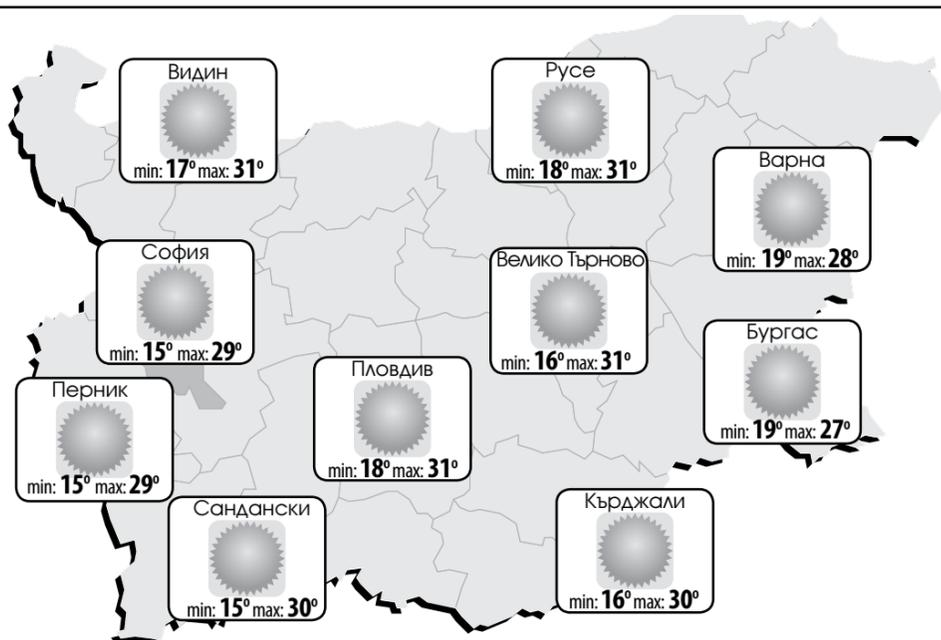 Видин
min: 17° max: 31°
Русе
min: 18° max: 31°
Варна
min: 19° max: 28°
София
min: 15° max: 29°
Велико Търново
min: 16° max: 31°
Бургас
min: 19° max: 27°
Пловдив
min: 18° max: 31°
Перник
min: 15° max: 29°
Сандански
min: 15° max: 30°
Кърджали
min: 16° max: 30°